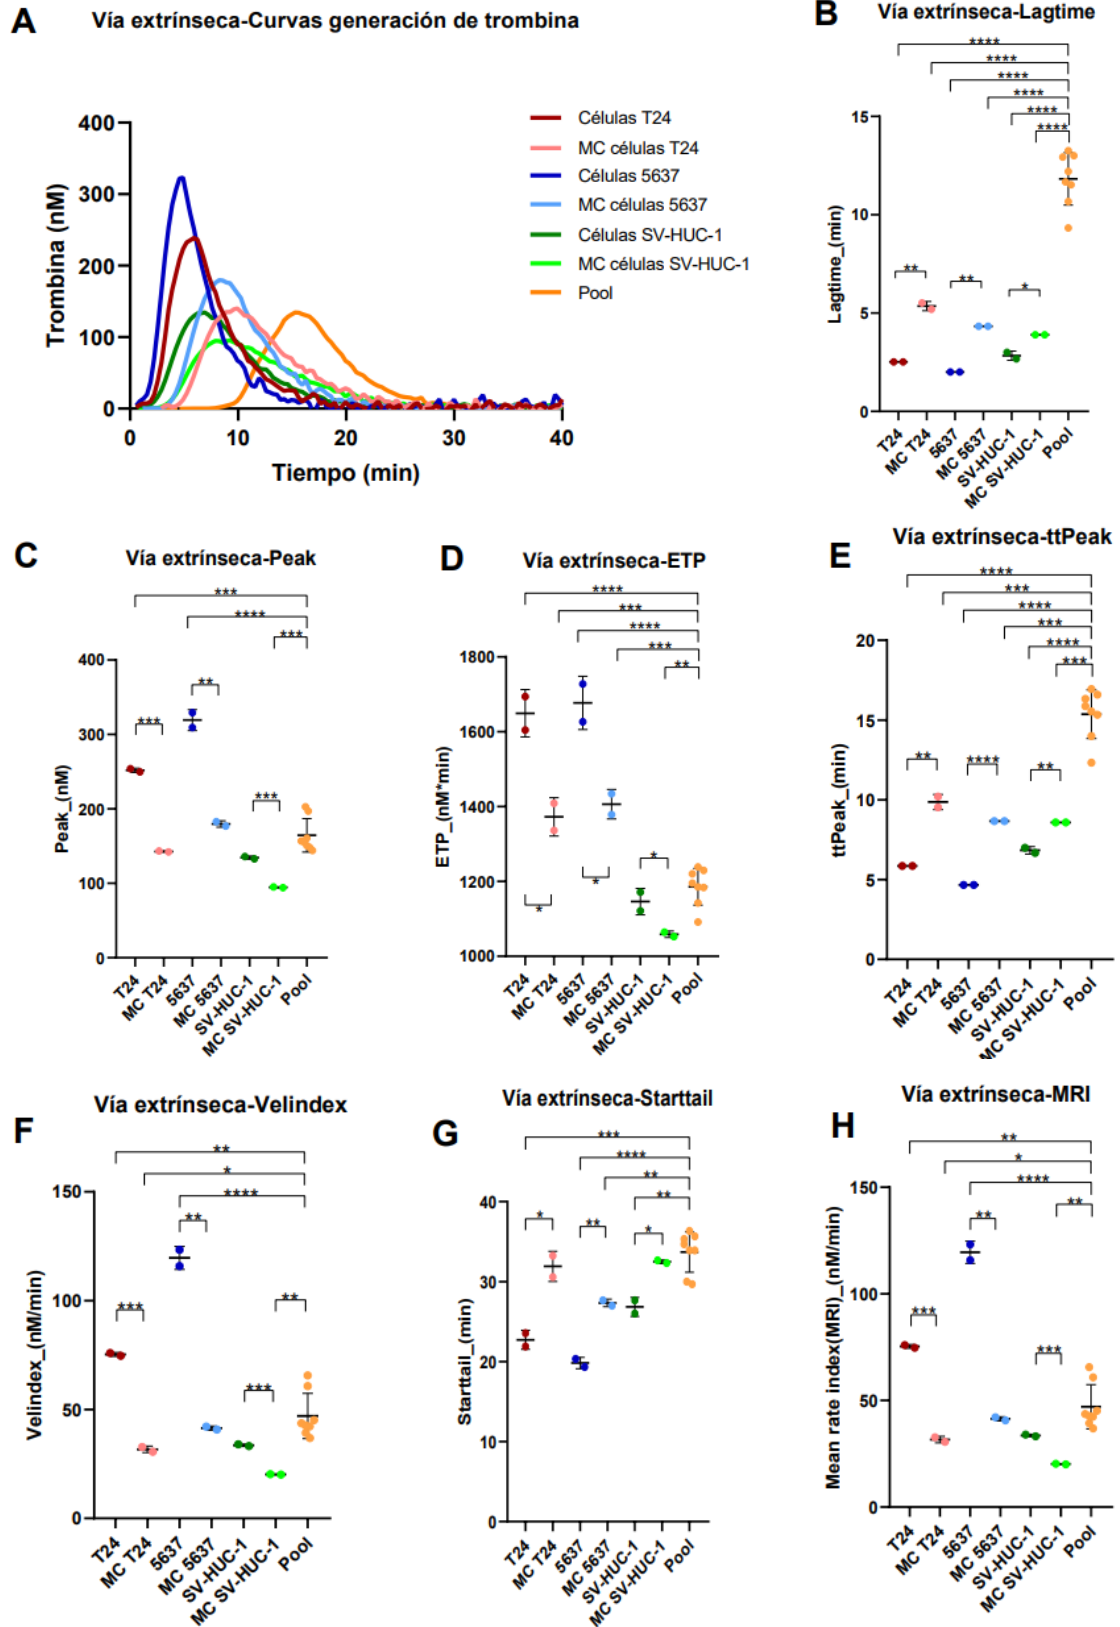 A
Vía extrínseca-Curvas generación de trombina
Trombina (nM)
400
300
200
100
0
0 10 20 30 40
Tiempo (min)
Células T24
MC células T24
Células 5637
MC células 5637
Células SV-HUC-1
MC células SV-HUC-1
Pool
B
Vía extrínseca-Lagtime
****
****
****
****
****
****
** ** *
Lagtime_(min)
15
10
5
0
T24 MC T24 5637 MC 5637 SV-HUC-1 MC SV-HUC-1 Pool
C
Vía extrínseca-Peak
***
****
***
**
***
***
Peak_(nM)
400
300
200
100
0
T24 MC T24 5637 MC 5637 SV-HUC-1 MC SV-HUC-1 Pool
D
Vía extrínseca-ETP
****
***
****
***
**
*
*
*
ETP_(nM*min)
1800
1600
1400
1200
1000
T24 MC T24 5637 MC 5637 SV-HUC-1 MC SV-HUC-1 Pool
E
Vía extrínseca-ttPeak
****
***
****
***
****
***
** **** **
ttPeak_(min)
20
15
10
5
0
T24 MC T24 5637 MC 5637 SV-HUC-1 MC SV-HUC-1 Pool
F
Vía extrínseca-Velindex
**
*
****
**
**
***
***
Velindex_(nM/min)
150
100
50
0
T24 MC T24 5637 MC 5637 SV-HUC-1 MC SV-HUC-1 Pool
G
Vía extrínseca-Starttail
***
****
**
**
* ** *
Starttail_(min)
40
30
20
10
0
T24 MC T24 5637 MC 5637 SV-HUC-1 MC SV-HUC-1 Pool
H
Vía extrínseca-MRI
**
*
****
**
**
***
***
Mean rate index(MRI)_(nM/min)
150
100
50
0
T24 MC T24 5637 MC 5637 SV-HUC-1 MC SV-HUC-1 Pool